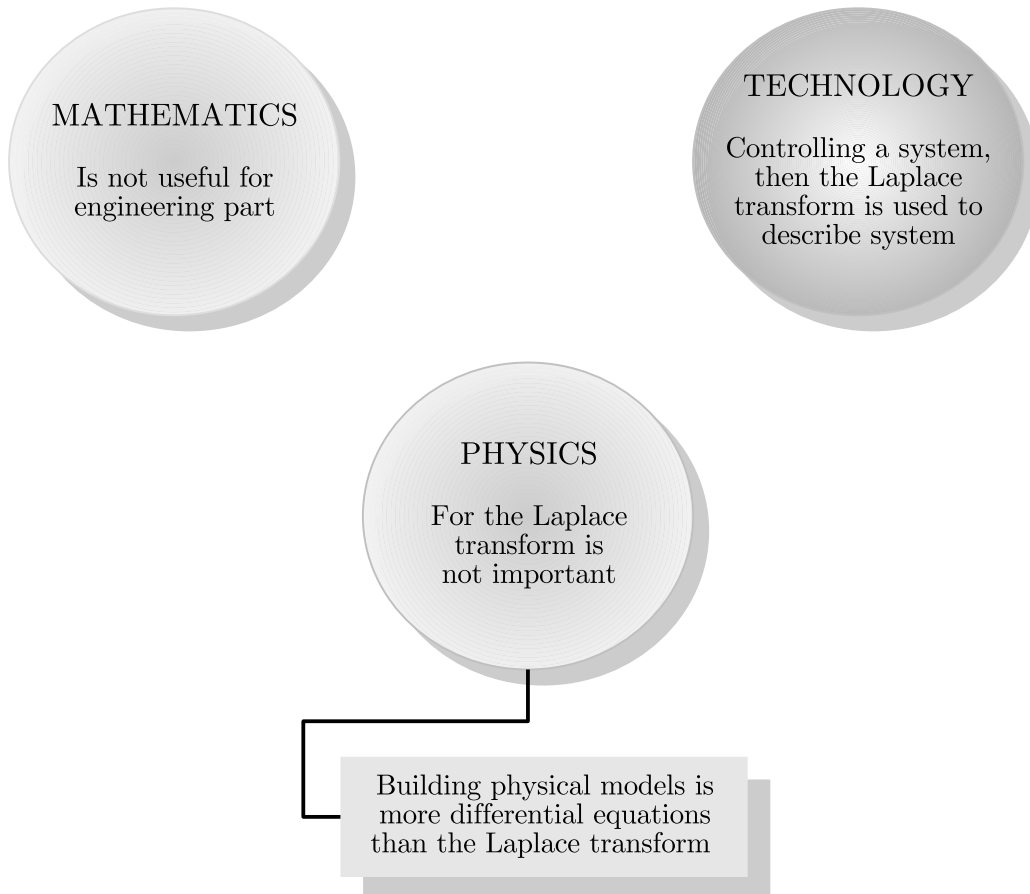 MATHEMATICS
Is not useful for
engineering part
TECHNOLOGY
Controlling a system,
then the Laplace
transform is used to
describe system
PHYSICS
For the Laplace
transform is
not important
Building physical models is
more differential equations
than the Laplace transform